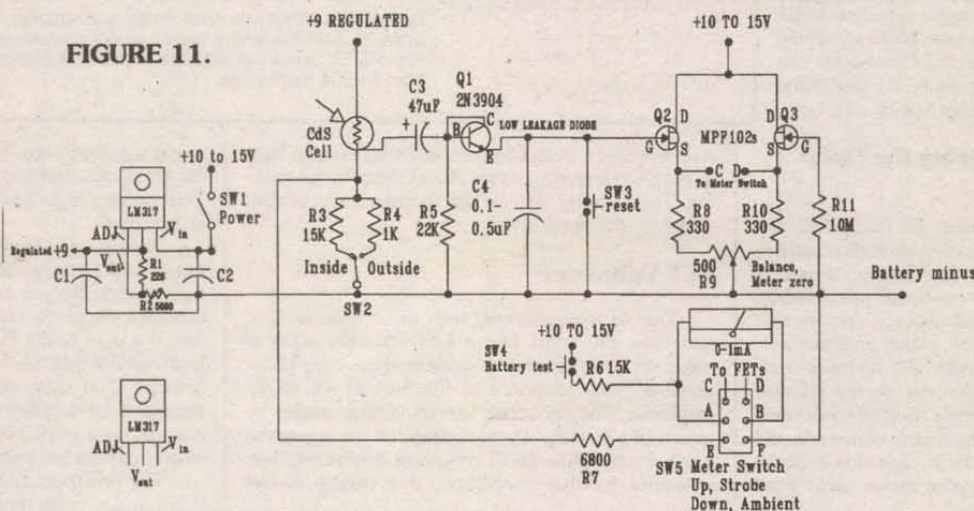 FIGURE 11.
+9 REGULATED
+10 TO 15V
C3
47uF
Q1
2N3904
C
B
E
LOW LEAKAGE DIODE
CdS
Cell
Q2
D
G
S
MPF102s
Q3
D
S
G
C D
To Meter Switch
+10 to 15V
SW1
Power
LM317
ADJ
Vin
Vout
Regulated +9
C1
R1
220
C2
R2 5000
R3
15K
R4
1K
Inside
Outside
SW2
R5
22K
C4
0.1-
0.5uF
SW3
reset
R8
330
R10
330
R11
10M
500
R9
Balance,
Meter zero
Battery minus
+10 TO 15V
SW4
Battery test
R6 15K
0-1mA
To FETs
C
D
A
B
E
F
6800
R7
SW5 Meter Switch
Up, Strobe
Down, Ambient
LM317
ADJ
Vin
Vout